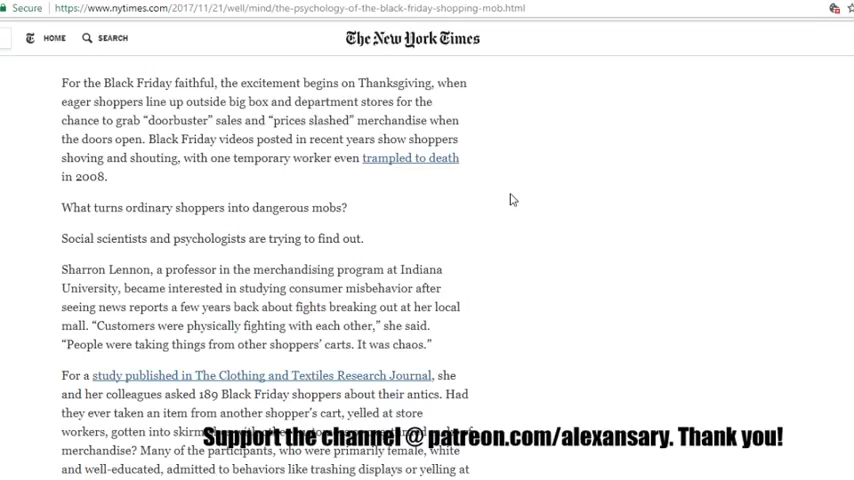 Secure https://www.nytimes.com/2017/11/21/well/mind/the-psychology-of-the-black-friday-shopping-mob.html
HOME SEARCH The New York Times
For the Black Friday faithful, the excitement begins on Thanksgiving, when
eager shoppers line up outside big box and department stores for the
chance to grab “doorbuster” sales and “prices slashed” merchandise when
the doors open. Black Friday videos posted in recent years show shoppers
shoving and shouting, with one temporary worker even trampled to death
in 2008.
What turns ordinary shoppers into dangerous mobs?
Social scientists and psychologists are trying to find out.
Sharron Lennon, a professor in the merchandising program at Indiana
University, became interested in studying consumer misbehavior after
seeing news reports a few years back about fights breaking out at her local
mall. “Customers were physically fighting with each other,” she said.
“People were taking things from other shoppers’ carts. It was chaos.”
For a study published in The Clothing and Textiles Research Journal, she
and her colleagues asked 189 Black Friday shoppers about their antics. Had
they ever taken an item from another shopper’s cart, yelled at store
workers, gotten into
Support the channel @ patreon.com/alexansary. Thank you!
merchandise? Many of the participants, who were primarily female, white
and well-educated, admitted to behaviors like trashing displays or yelling at